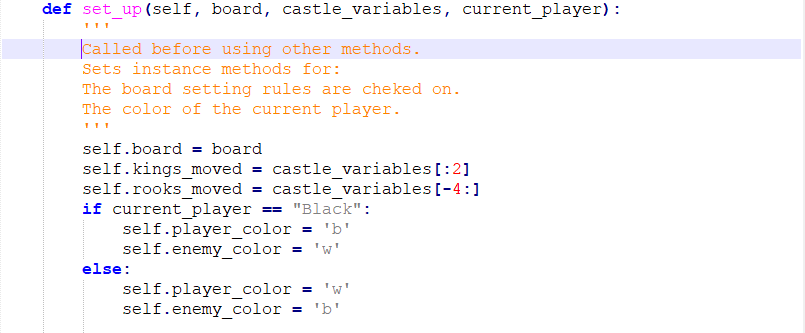 def set_up(self, board, castle_variables, current_player):
'''
Called before using other methods.
Sets instance methods for:
The board setting rules are cheked on.
The color of the current player.
'''
self.board = board
self.kings_moved = castle_variables[:2]
self.rooks_moved = castle_variables[-4:]
if current_player == "Black":
self.player_color = 'b'
self.enemy_color = 'w'
else:
self.player_color = 'w'
self.enemy_color = 'b'